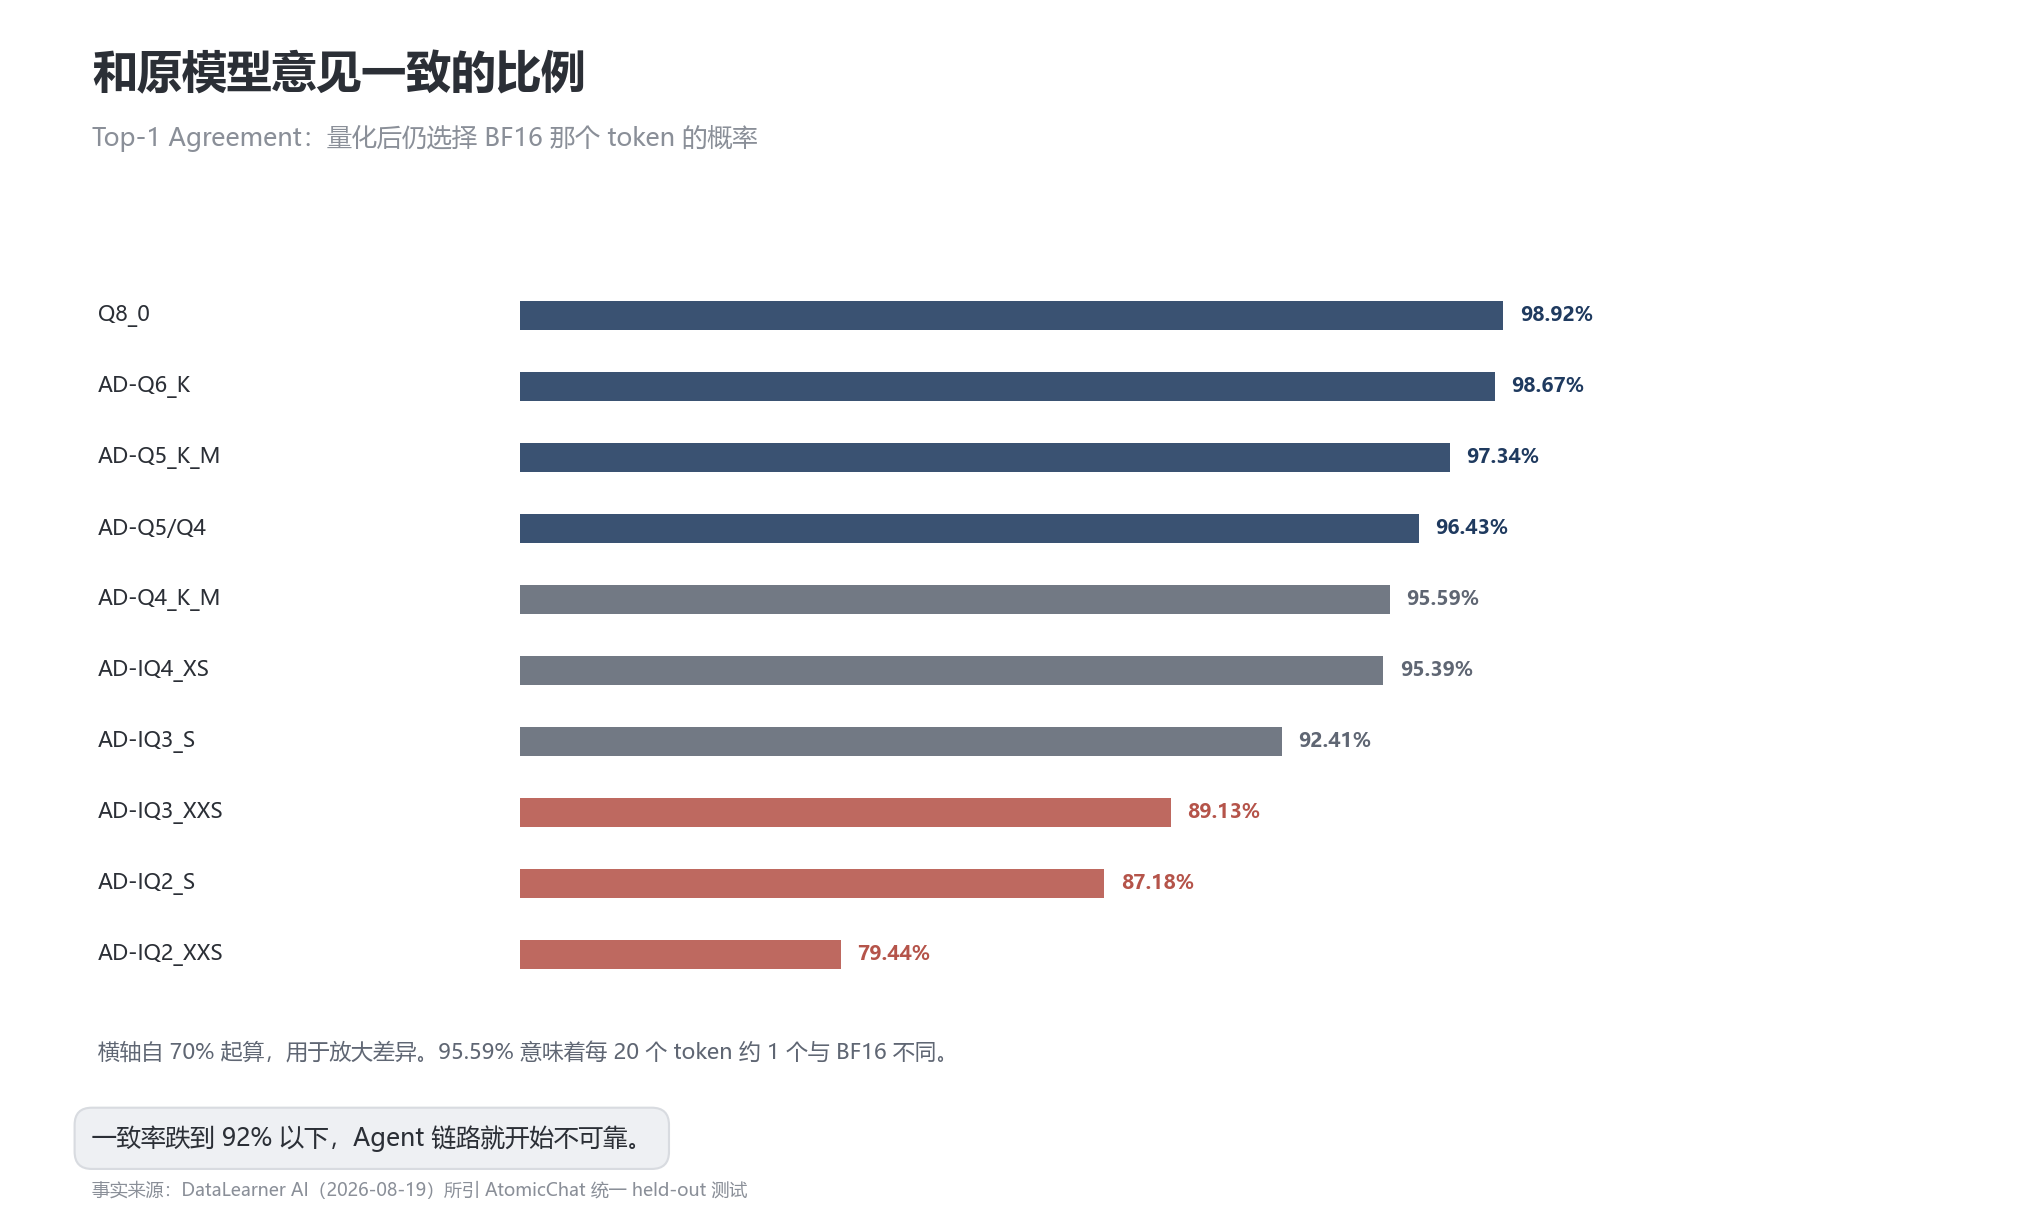 和原模型意见一致的比例
Top-1 Agreement：量化后仍选择 BF16 那个 token 的概率
Q8_0 98.92%
AD-Q6_K 98.67%
AD-Q5_K_M 97.34%
AD-Q5/Q4 96.43%
AD-Q4_K_M 95.59%
AD-IQ4_XS 95.39%
AD-IQ3_S 92.41%
AD-IQ3_XXS 89.13%
AD-IQ2_S 87.18%
AD-IQ2_XXS 79.44%
横轴自 70% 起算，用于放大差异。95.59% 意味着每 20 个 token 约 1 个与 BF16 不同。
一致率跌到 92% 以下，Agent 链路就开始不可靠。
事实来源：DataLearner AI（2026-08-19）所引 AtomicChat 统一 held-out 测试